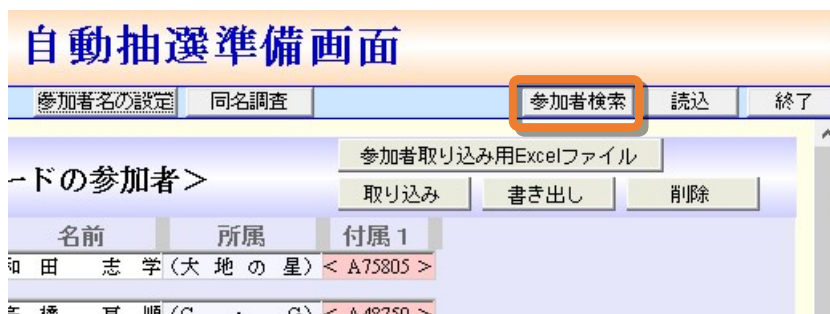 自動抽選準備画面
参加者名の設定 同名調査 参加者検索 読込 終了
参加者取り込み用Excelファイル
ードの参加者>
取り込み 書き出し 削除
名前 所属 付属1
田 志 学 (大 地 の 星) < A75805 >